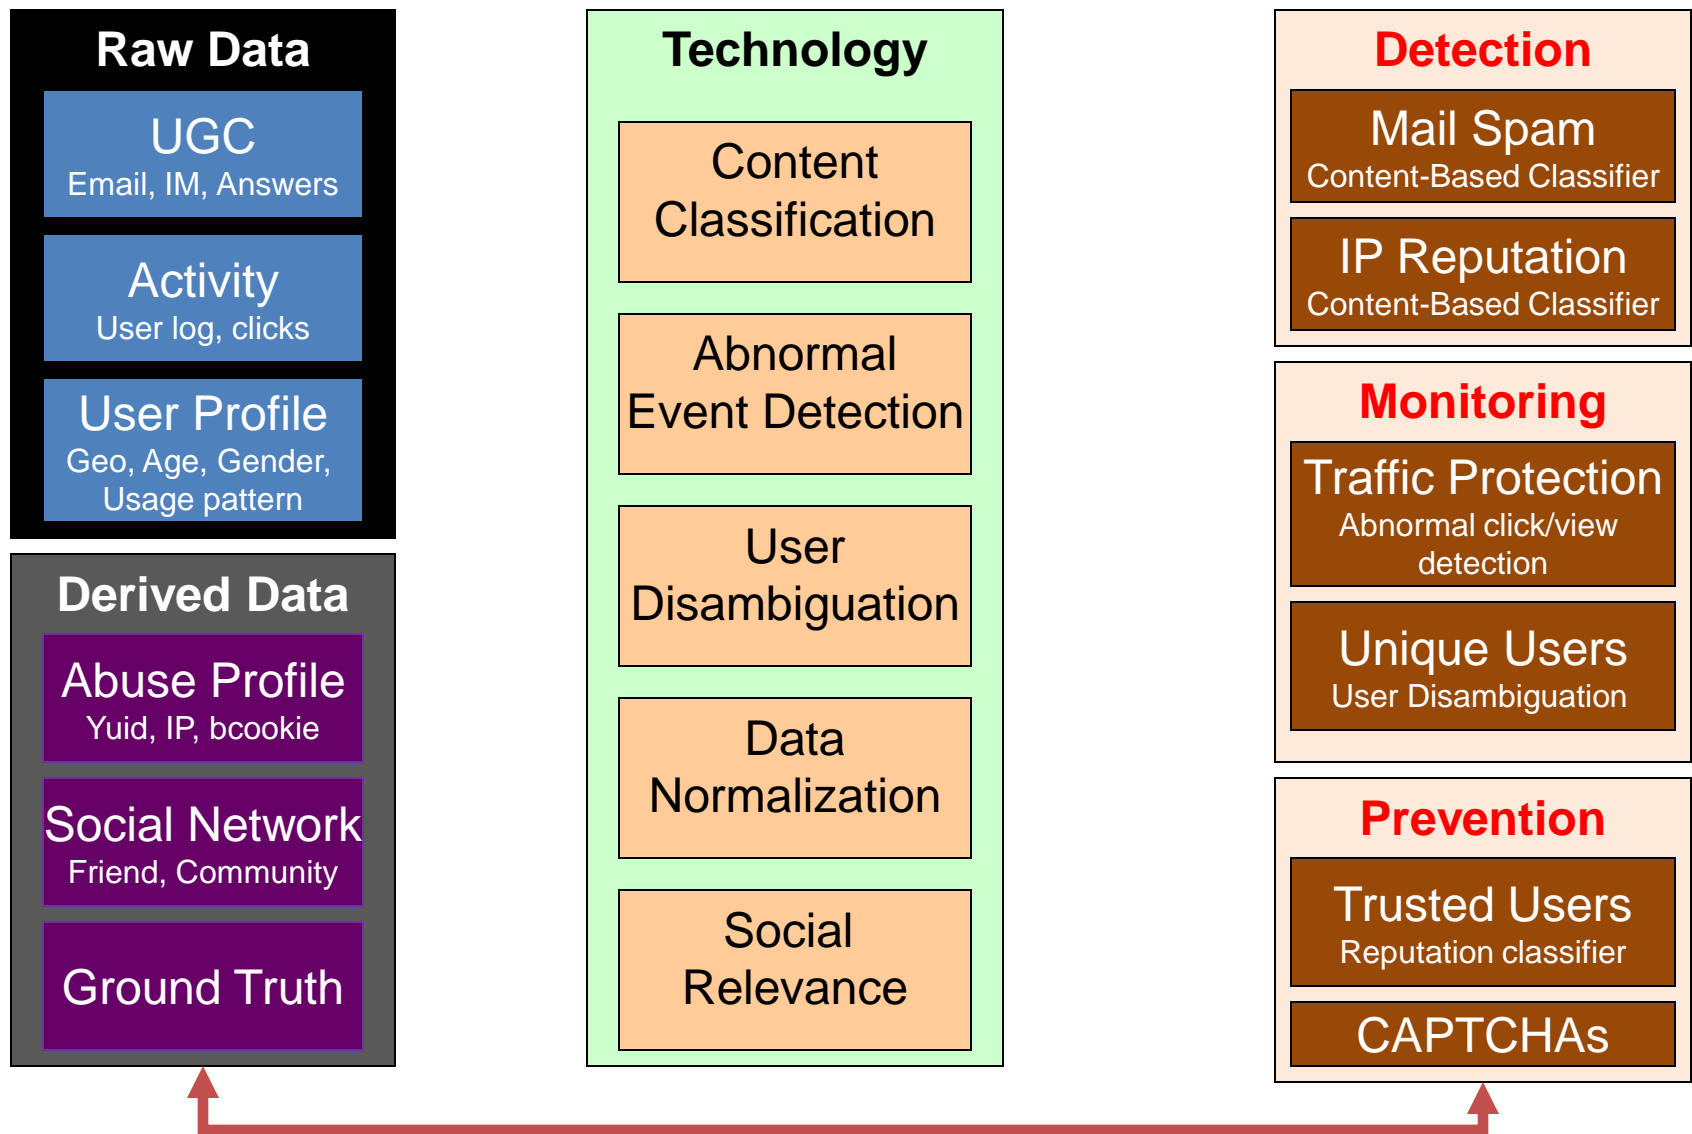 Raw Data
UGC
Email, IM, Answers
Activity
User log, clicks
User Profile
Geo, Age, Gender,
Usage pattern
Derived Data
Abuse Profile
Yuid, IP, bcookie
Social Network
Friend, Community
Ground Truth
Technology
Content
Classification
Abnormal
Event Detection
User
Disambiguation
Data
Normalization
Social
Relevance
Detection
Mail Spam
Content-Based Classifier
IP Reputation
Content-Based Classifier
Monitoring
Traffic Protection
Abnormal click/view
detection
Unique Users
User Disambiguation
Prevention
Trusted Users
Reputation classifier
CAPTCHAs